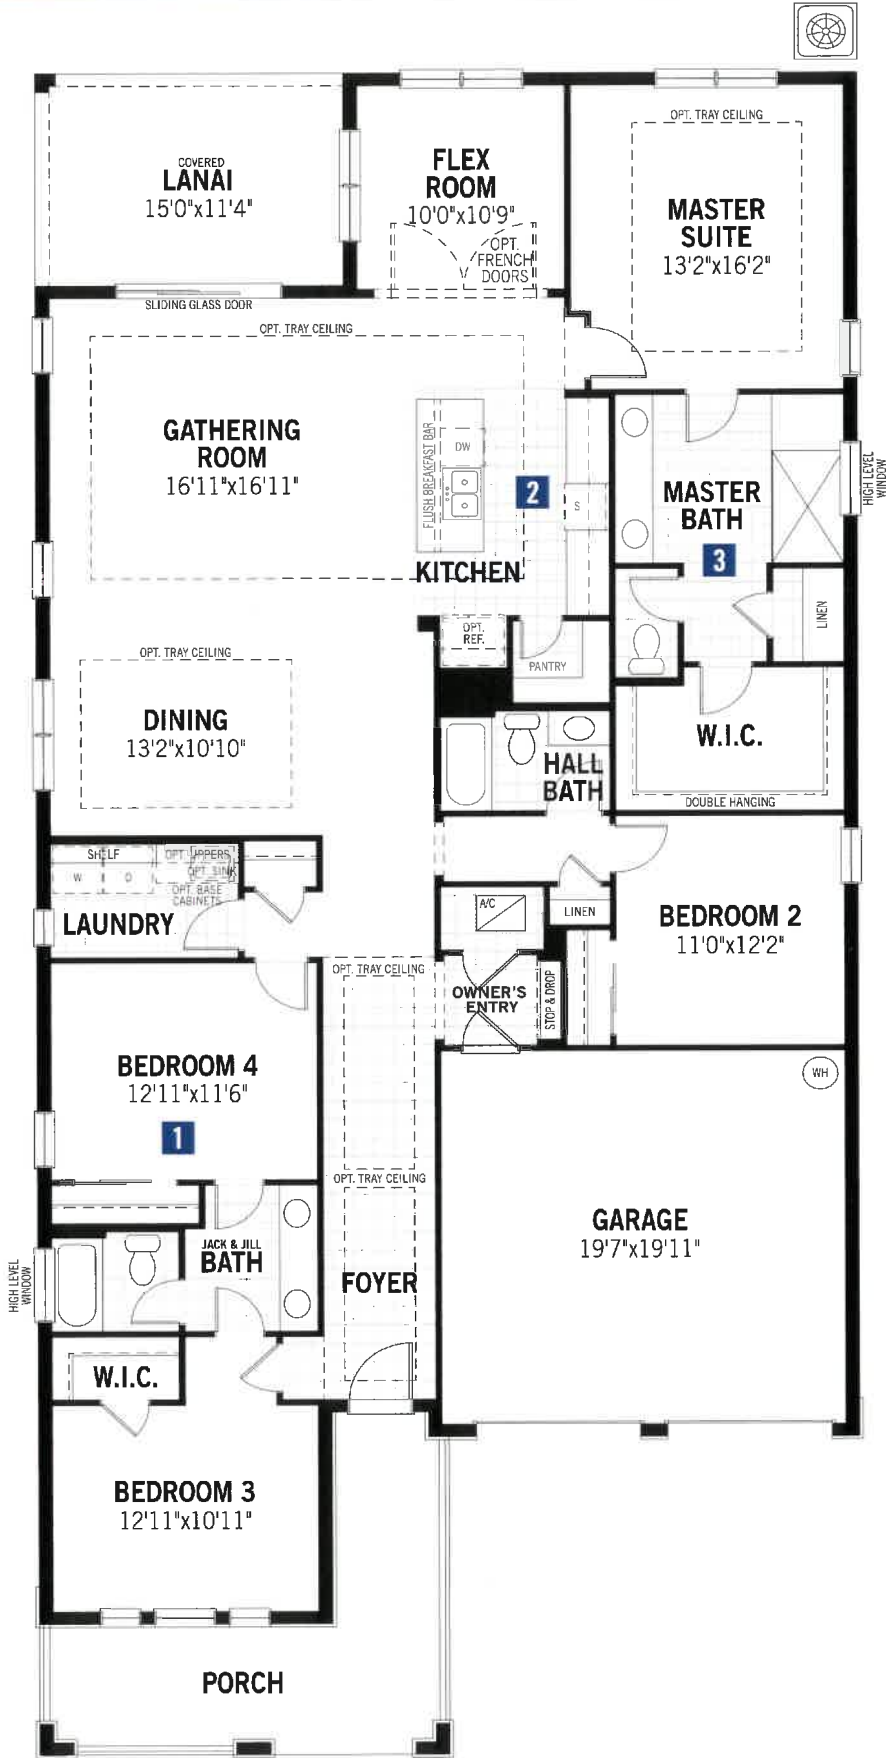 COVERED
LANAI
15'0"x11'4"
FLEX
ROOM
10'0"x10'9"
OPT.
FRENCH
DOORS
OPT. TRAY CEILING
MASTER
SUITE
13'2"x16'2"
SLIDING GLASS DOOR
OPT. TRAY CEILING
GATHERING
ROOM
16'11"x16'11"
FLUSH BREAKFAST BAR
DW
2
S
KITCHEN
MASTER
BATH
3
HIGH LEVEL
WINDOW
LINEN
OPT.
REF.
PANTRY
OPT. TRAY CEILING
DINING
13'2"x10'10"
W.I.C.
DOUBLE HANGING
HALL
BATH
SHELF
W
D
OPT. UPPERS
OPT. SINK
OPT. BASE
CABINETS
LAUNDRY
A/C
LINEN
BEDROOM 2
11'0"x12'2"
OPT. TRAY CEILING
OWNER'S
ENTRY
STOP & DROP
BEDROOM 4
12'11"x11'6"
1
WH
OPT. TRAY CEILING
GARAGE
19'7"x19'11"
JACK & JILL
BATH
HIGH LEVEL
WINDOW
FOYER
W.I.C.
BEDROOM 3
12'11"x10'11"
PORCH